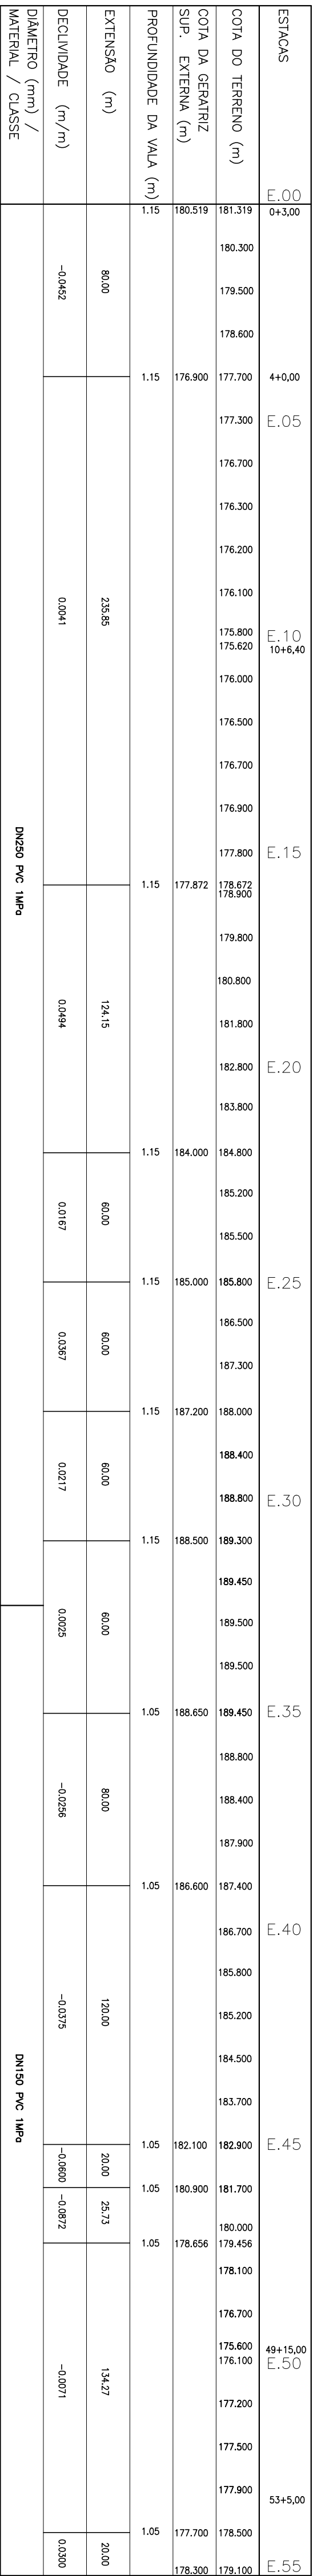 ESTACAS
COTA DO TERRENO (m)
COTA DA GERATRIZ
SUP. EXTERNA (m)
PROFUNDIDADE DA VALA (m)
EXTENSÃO (m)
DECLIVIDADE (m/m)
DIÂMETRO (mm) /
MATERIAL / CLASSE
E.00
1.15 180.519 181.319 0+3,00
180.300
-0.0452 80.00 179.500
178.600
1.15 176.900 177.700 4+0,00
177.300 E.05
176.700
176.300
176.200
0.0041 235.85 176.100
175.800 E.10
175.620 10+6,40
176.000
176.500
176.700
176.900
177.800 E.15
DN250 PVC 1MPa
1.15 177.872 178.672
178.900
179.800
180.800
0.0494 124.15 181.800
182.800 E.20
183.800
1.15 184.000 184.800
0.0167 60.00 185.200
185.500
1.15 185.000 185.800 E.25
0.0367 60.00 186.500
187.300
1.15 187.200 188.000
0.0217 60.00 188.400
188.800 E.30
1.15 188.500 189.300
189.450
0.0025 60.00 189.500
189.500
1.05 188.650 189.450 E.35
188.800
-0.0256 80.00 188.400
187.900
1.05 186.600 187.400
186.700 E.40
185.800
-0.0375 120.00 185.200
184.500
183.700
DN150 PVC 1MPa
1.05 182.100 182.900 E.45
-0.0600 20.00
1.05 180.900 181.700
-0.0872 25.73 180.000
1.05 178.656 179.456
178.100
176.700
175.600 49+15,00
176.100 E.50
-0.0071 134.27 177.200
177.500
177.900
53+5,00
1.05 177.700 178.500
0.0300 20.00
178.300 179.100 E.55